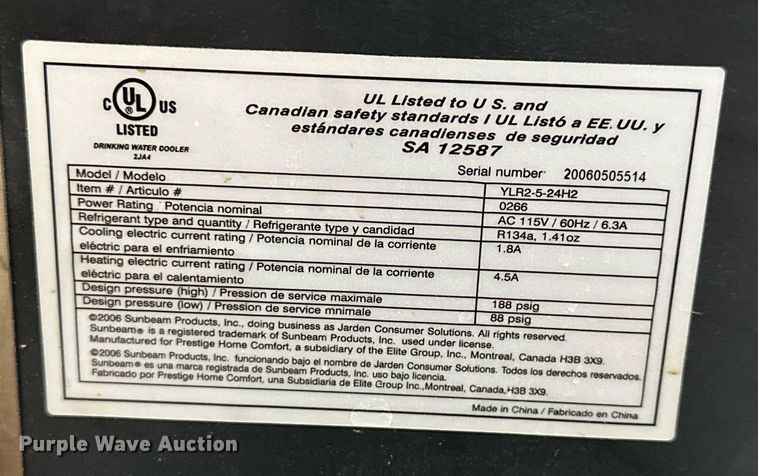 C UL US
LISTED
DRINKING WATER COOLER
2JA4
UL Listed to U S. and
Canadian safety standards / UL Listó a EE. UU. y
estándares canadienses de seguridad
SA 12587
Serial number 20060505514
Model / Modelo YLR2-5-24H2
Item # / Articulo # 0266
Power Rating / Potencia nominal AC 115V / 60Hz / 6.3A
Refrigerant type and quantity / Refrigerante type y candidad R134a, 1.41oz
Cooling electric current rating / Potencia nominal de la corriente
eléctric para el enfriamiento 1.8A
Heating electric current rating / Potencia nominal de la corriente
eléctric para el calentamiento 4.5A
Design pressure (high) / Pression de service maximale 188 psig
Design pressure (low) / Pression de service mnimale 88 psig
©2006 Sunbeam Products, Inc., doing business as Jarden Consumer Solutions. All rights reserved.
Sunbeam® is a registered trademark of Sunbeam Products, Inc. used under license.
Manufactured for Prestige Home Comfort, a subsidiary of the Elite Group, Inc., Montreal, Canada H3B 3X9.
©2006 Sunbeam Products, Inc. funcionando bajo el nombre de Jarden Consumer Solutions. Todos los derechos reservados.
Sunbeam® es una marca registrada de Sunbeam Products, Inc. uso bajo licencia.
Fabricado por Prestige Home Comfort, una Subsidiaria de Elite Group Inc.,Montreal, Canada,H3B 3X9.
Made in China / Fabricado en China
Purple Wave Auction